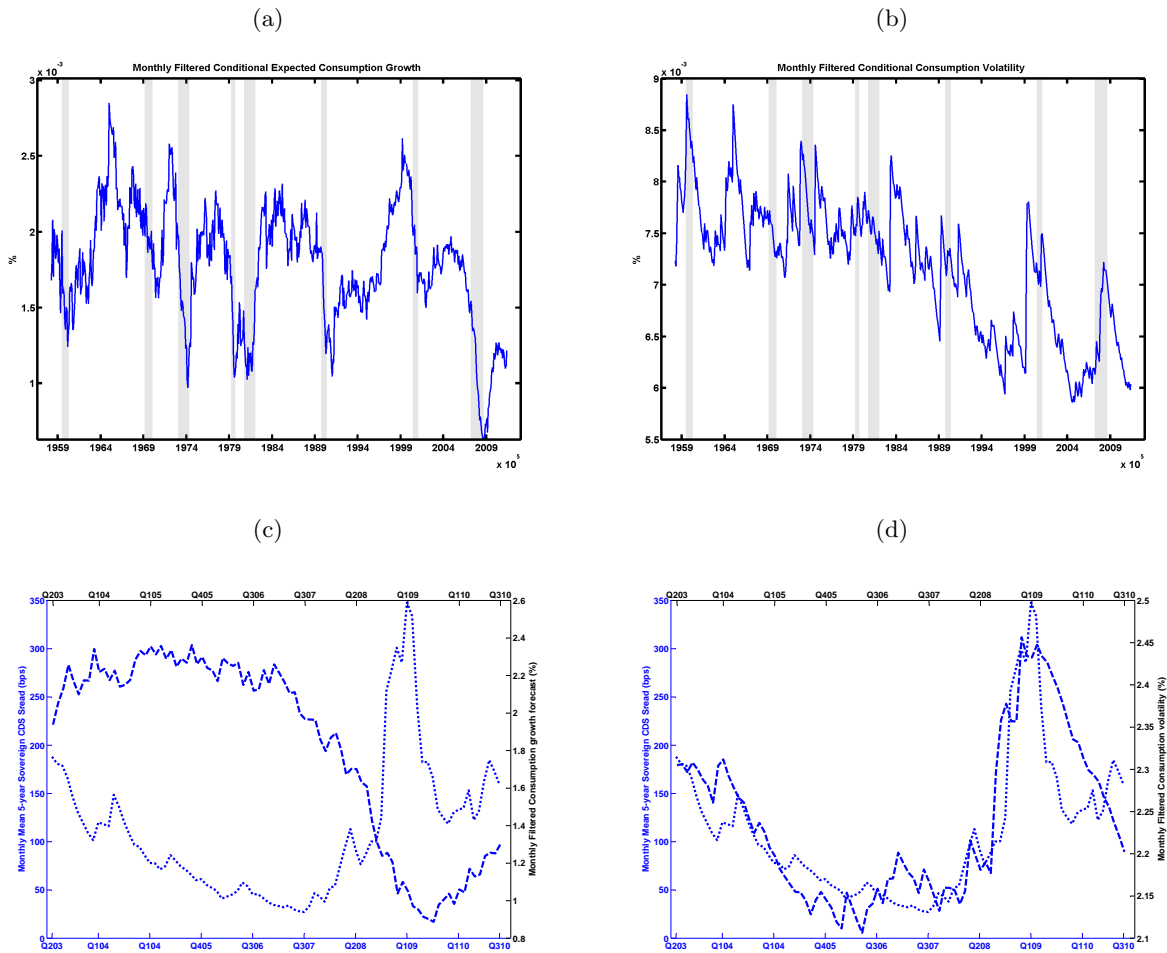 (a)
Monthly Filtered Conditional Expected Consumption Growth
x 10-3
3
2.5
2
1.5
1
%
1959 1964 1969 1974 1979 1984 1989 1994 1999 2004 2009
x 10 5
(b)
Monthly Filtered Conditional Consumption Volatility
x 10-3
9
8.5
8
7.5
7
6.5
6
5.5
%
1959 1964 1969 1974 1979 1984 1989 1994 1999 2004 2009
x 10 5
(c)
Q203 Q104 Q105 Q405 Q306 Q307 Q208 Q109 Q110 Q310
350
300
250
200
150
100
50
0
Monthly Mean 5-year Sovereign CDS Sread (bps)
2.6
2.4
2.2
2
1.8
1.6
1.4
1.2
1
0.8
Monthly Filtered Consumption growth forecast (%)
Q203 Q104 Q104 Q405 Q306 Q307 Q208 Q109 Q110 Q310
(d)
Q203 Q104 Q105 Q405 Q306 Q307 Q208 Q109 Q110 Q310
350
300
250
200
150
100
50
0
Monthly Mean 5-year Sovereign CDS Sread (bps)
2.5
2.45
2.4
2.35
2.3
2.25
2.2
2.15
2.1
Monthly Filtered Consumption volatility (%)
Q203 Q104 Q104 Q405 Q306 Q307 Q208 Q109 Q110 Q310